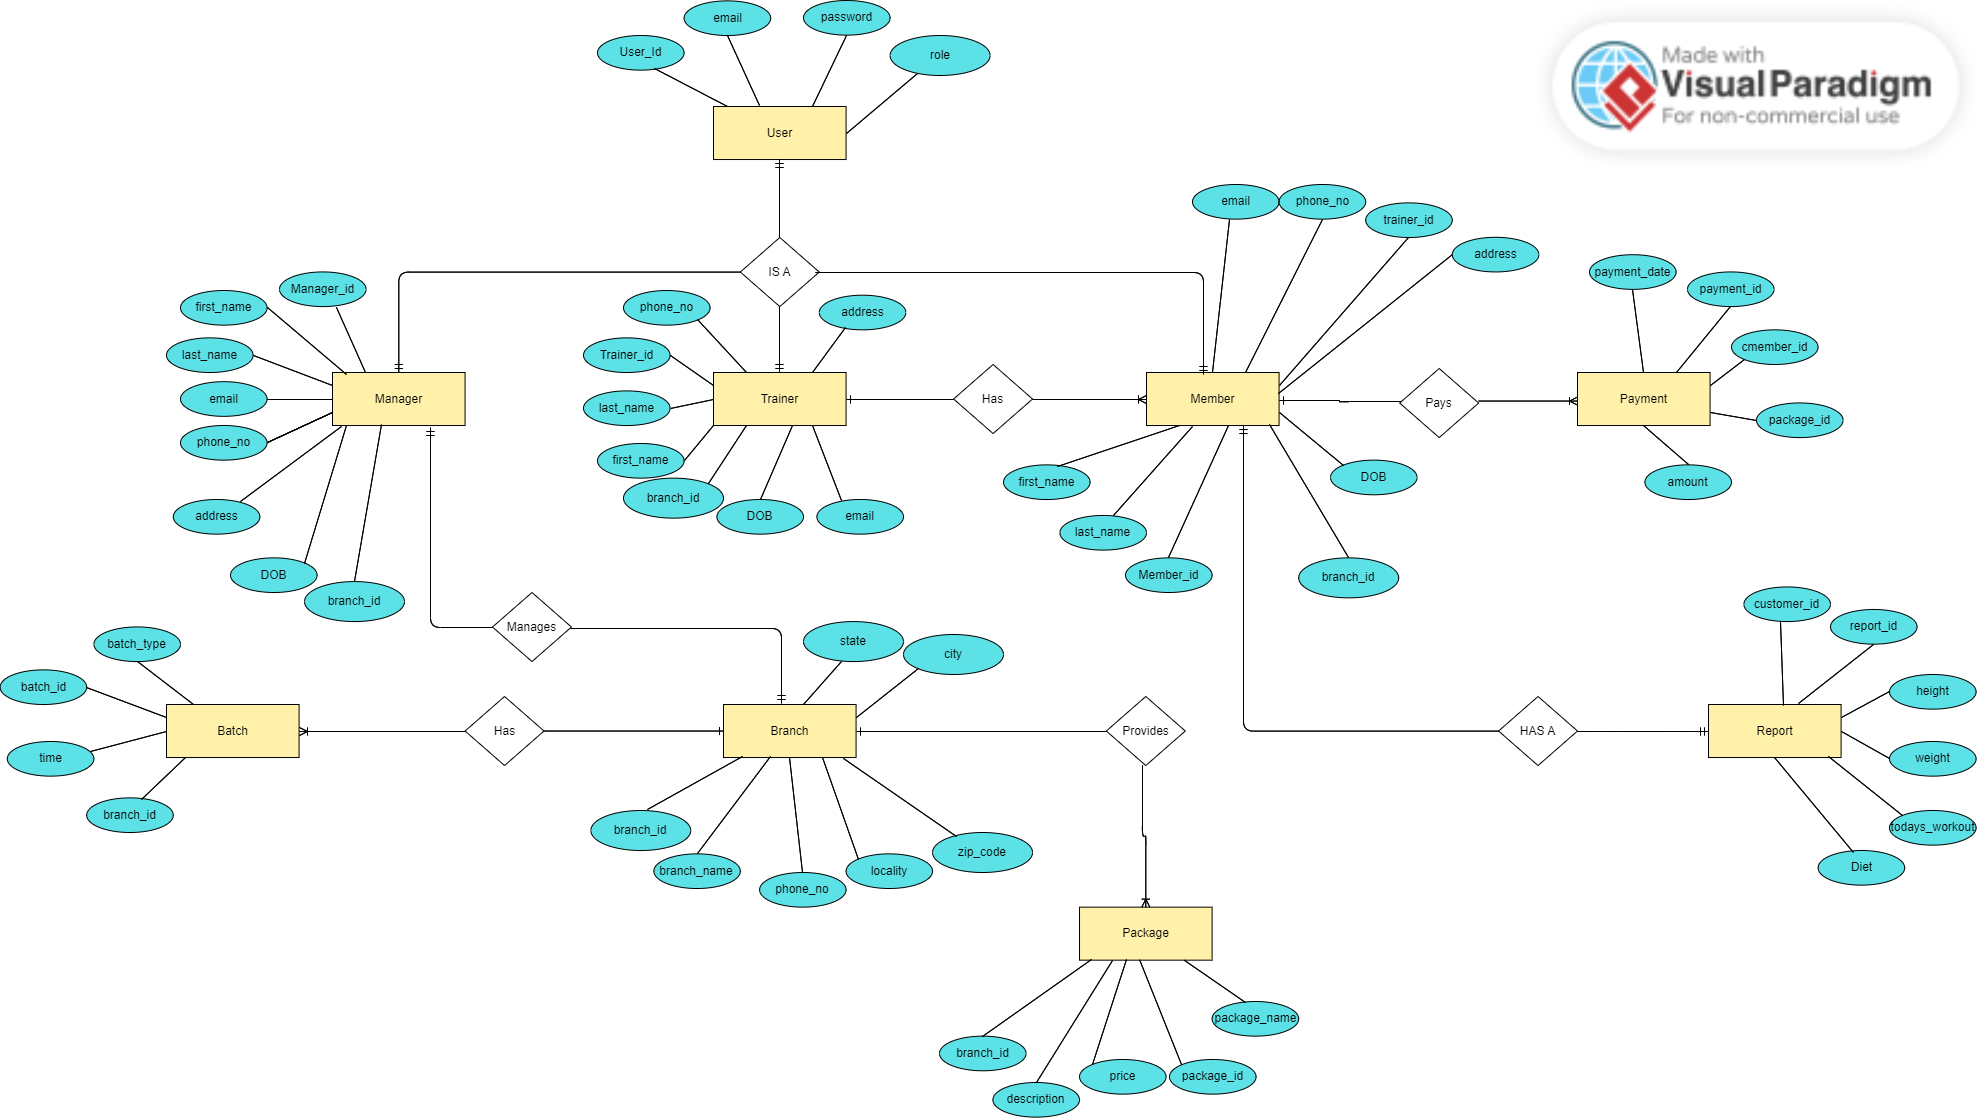 email
password
User_Id
role
Made with
Visual Paradigm
For non-commercial use
User
email
phone_no
trainer_id
address
IS A
payment_date
payment_id
Manager_id
first_name
phone_no
address
last_name
Trainer_id
cmember_id
email
Manager
last_name
Trainer
Has
Member
Pays
Payment
phone_no
first_name
package_id
address
branch_id
DOB
email
first_name
DOB
amount
last_name
DOB
branch_id
Member_id
branch_id
Manages
customer_id
report_id
batch_type
state
city
batch_id
height
Batch
Has
Branch
Provides
HAS A
Report
time
weight
branch_id
branch_id
branch_name
phone_no
locality
zip_code
todays_workout
Diet
Package
package_name
branch_id
description
price
package_id